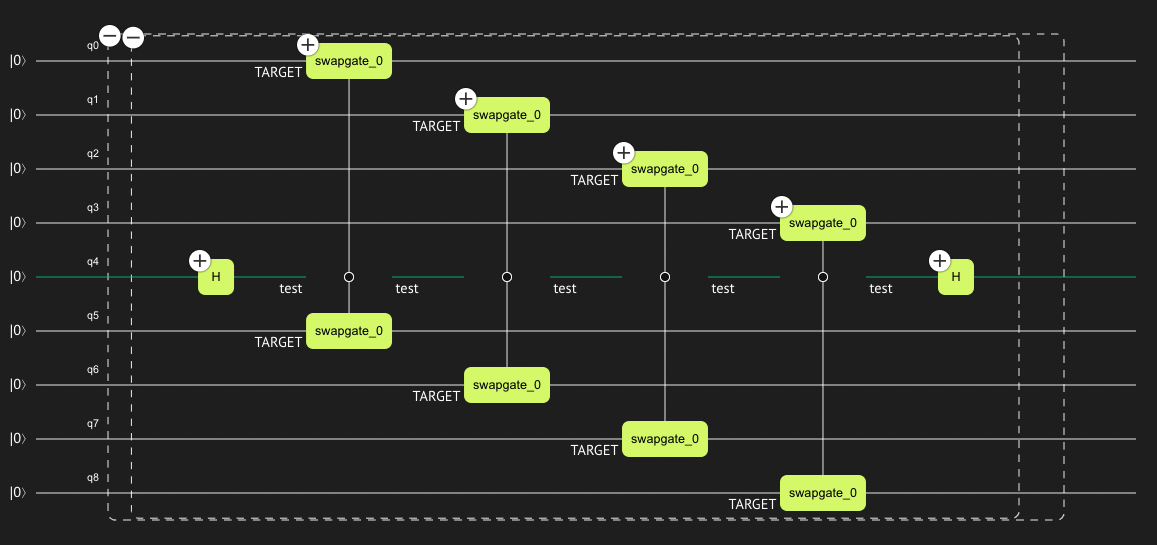 q0
|0⟩ swapgate_0
TARGET
q1
|0⟩ swapgate_0
TARGET
q2
|0⟩ swapgate_0
TARGET
q3
|0⟩ swapgate_0
TARGET
q4
|0⟩ H H
test test test test test
q5
|0⟩ swapgate_0
TARGET
q6
|0⟩ swapgate_0
TARGET
q7
|0⟩ swapgate_0
TARGET
q8
|0⟩ swapgate_0
TARGET